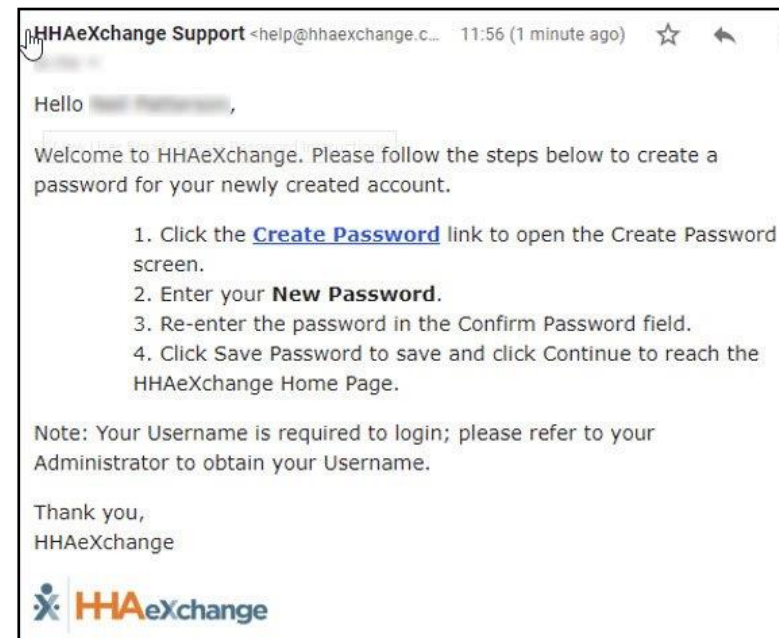 HHAeXchange Support <help@hhaexchange.c... 11:56 (1 minute ago)
Hello ,
Welcome to HHAeXchange. Please follow the steps below to create a
password for your newly created account.
1. Click the Create Password link to open the Create Password
screen.
2. Enter your New Password.
3. Re-enter the password in the Confirm Password field.
4. Click Save Password to save and click Continue to reach the
HHAeXchange Home Page.
Note: Your Username is required to login; please refer to your
Administrator to obtain your Username.
Thank you,
HHAeXchange
HHAeXchange